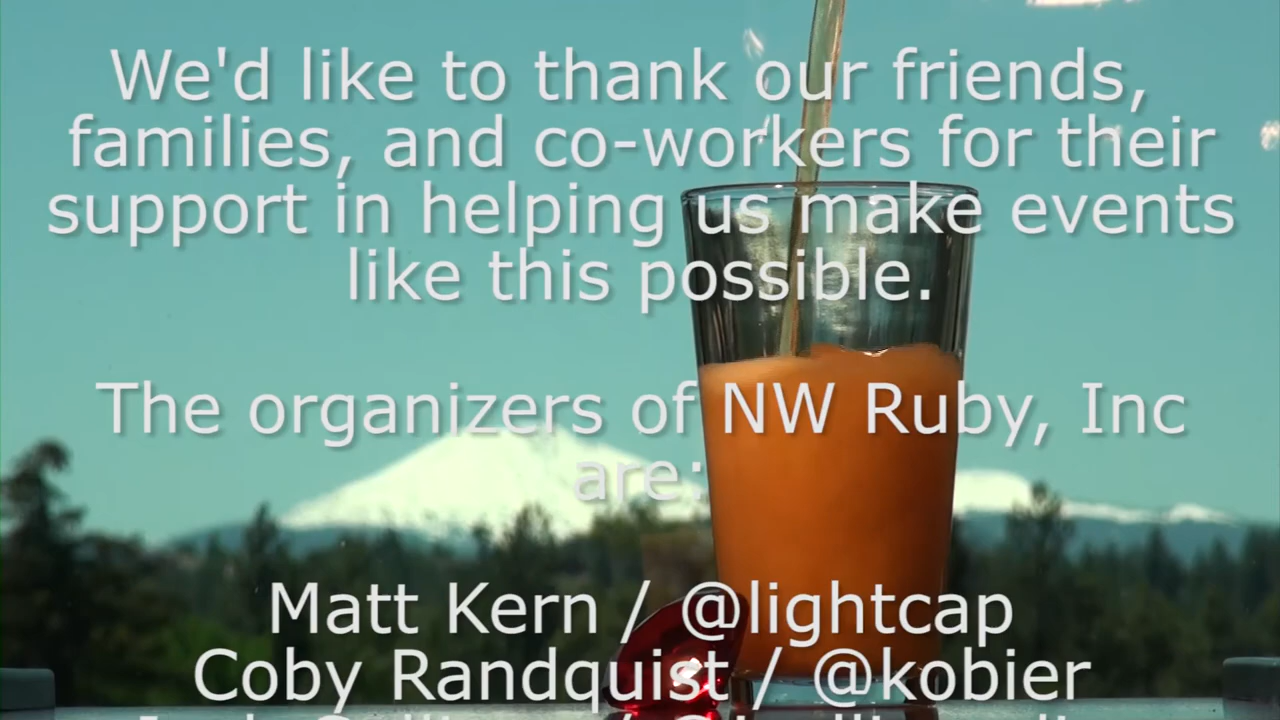 We'd like to thank our friends,
families, and co-workers for their
support in helping us make events
like this possible.
The organizers of NW Ruby, Inc
are:
Matt Kern / @lightcap
Coby Randquist / @kobier